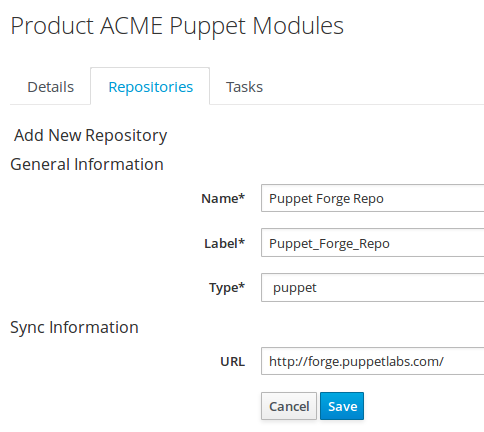 Product ACME Puppet Modules
Details Repositories Tasks
Add New Repository
General Information
Name* Puppet Forge Repo
Label* Puppet_Forge_Repo
Type* puppet
Sync Information
URL http://forge.puppetlabs.com/
Cancel Save